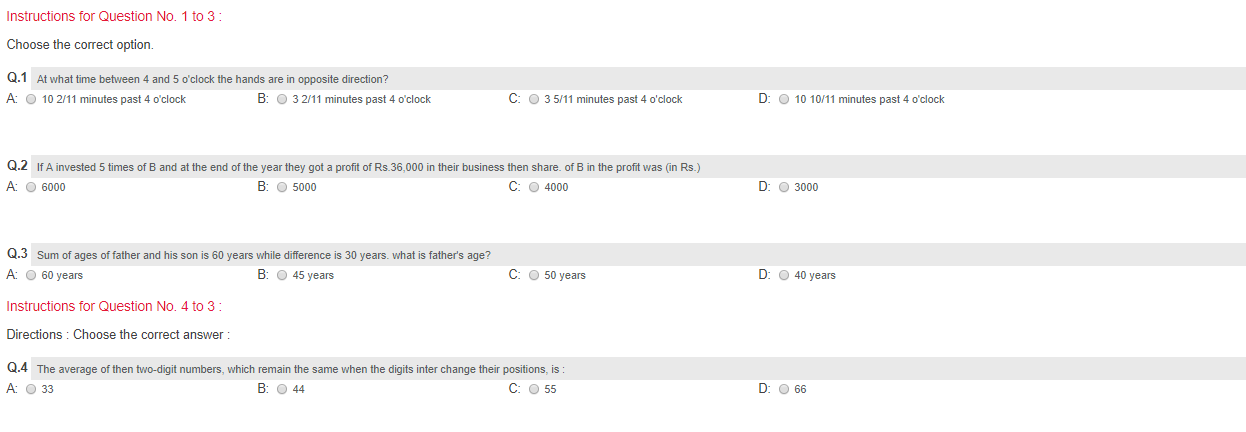 Instructions for Question No. 1 to 3 :
Choose the correct option.
Q.1 At what time between 4 and 5 o'clock the hands are in opposite direction?
A: 10 2/11 minutes past 4 o'clock B: 3 2/11 minutes past 4 o'clock C: 3 5/11 minutes past 4 o'clock D: 10 10/11 minutes past 4 o'clock
Q.2 If A invested 5 times of B and at the end of the year they got a profit of Rs.36,000 in their business then share. of B in the profit was (in Rs.)
A: 6000 B: 5000 C: 4000 D: 3000
Q.3 Sum of ages of father and his son is 60 years while difference is 30 years. what is father's age?
A: 60 years B: 45 years C: 50 years D: 40 years
Instructions for Question No. 4 to 3 :
Directions : Choose the correct answer :
Q.4 The average of then two-digit numbers, which remain the same when the digits inter change their positions, is :
A: 33 B: 44 C: 55 D: 66